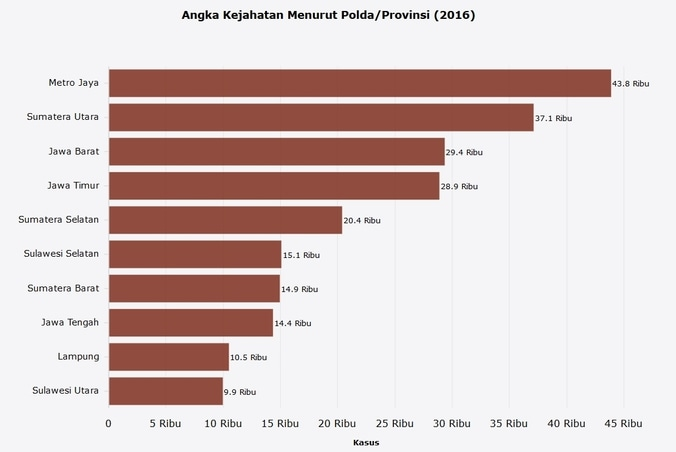 Angka Kejahatan Menurut Polda/Provinsi (2016)
Metro Jaya
43.8 Ribu
Sumatera Utara
37.1 Ribu
Jawa Barat
29.4 Ribu
Jawa Timur
28.9 Ribu
Sumatera Selatan
20.4 Ribu
Sulawesi Selatan
15.1 Ribu
Sumatera Barat
14.9 Ribu
Jawa Tengah
14.4 Ribu
Lampung
10.5 Ribu
Sulawesi Utara
9.9 Ribu
0 5 Ribu 10 Ribu 15 Ribu 20 Ribu 25 Ribu 30 Ribu 35 Ribu 40 Ribu 45 Ribu
Kasus